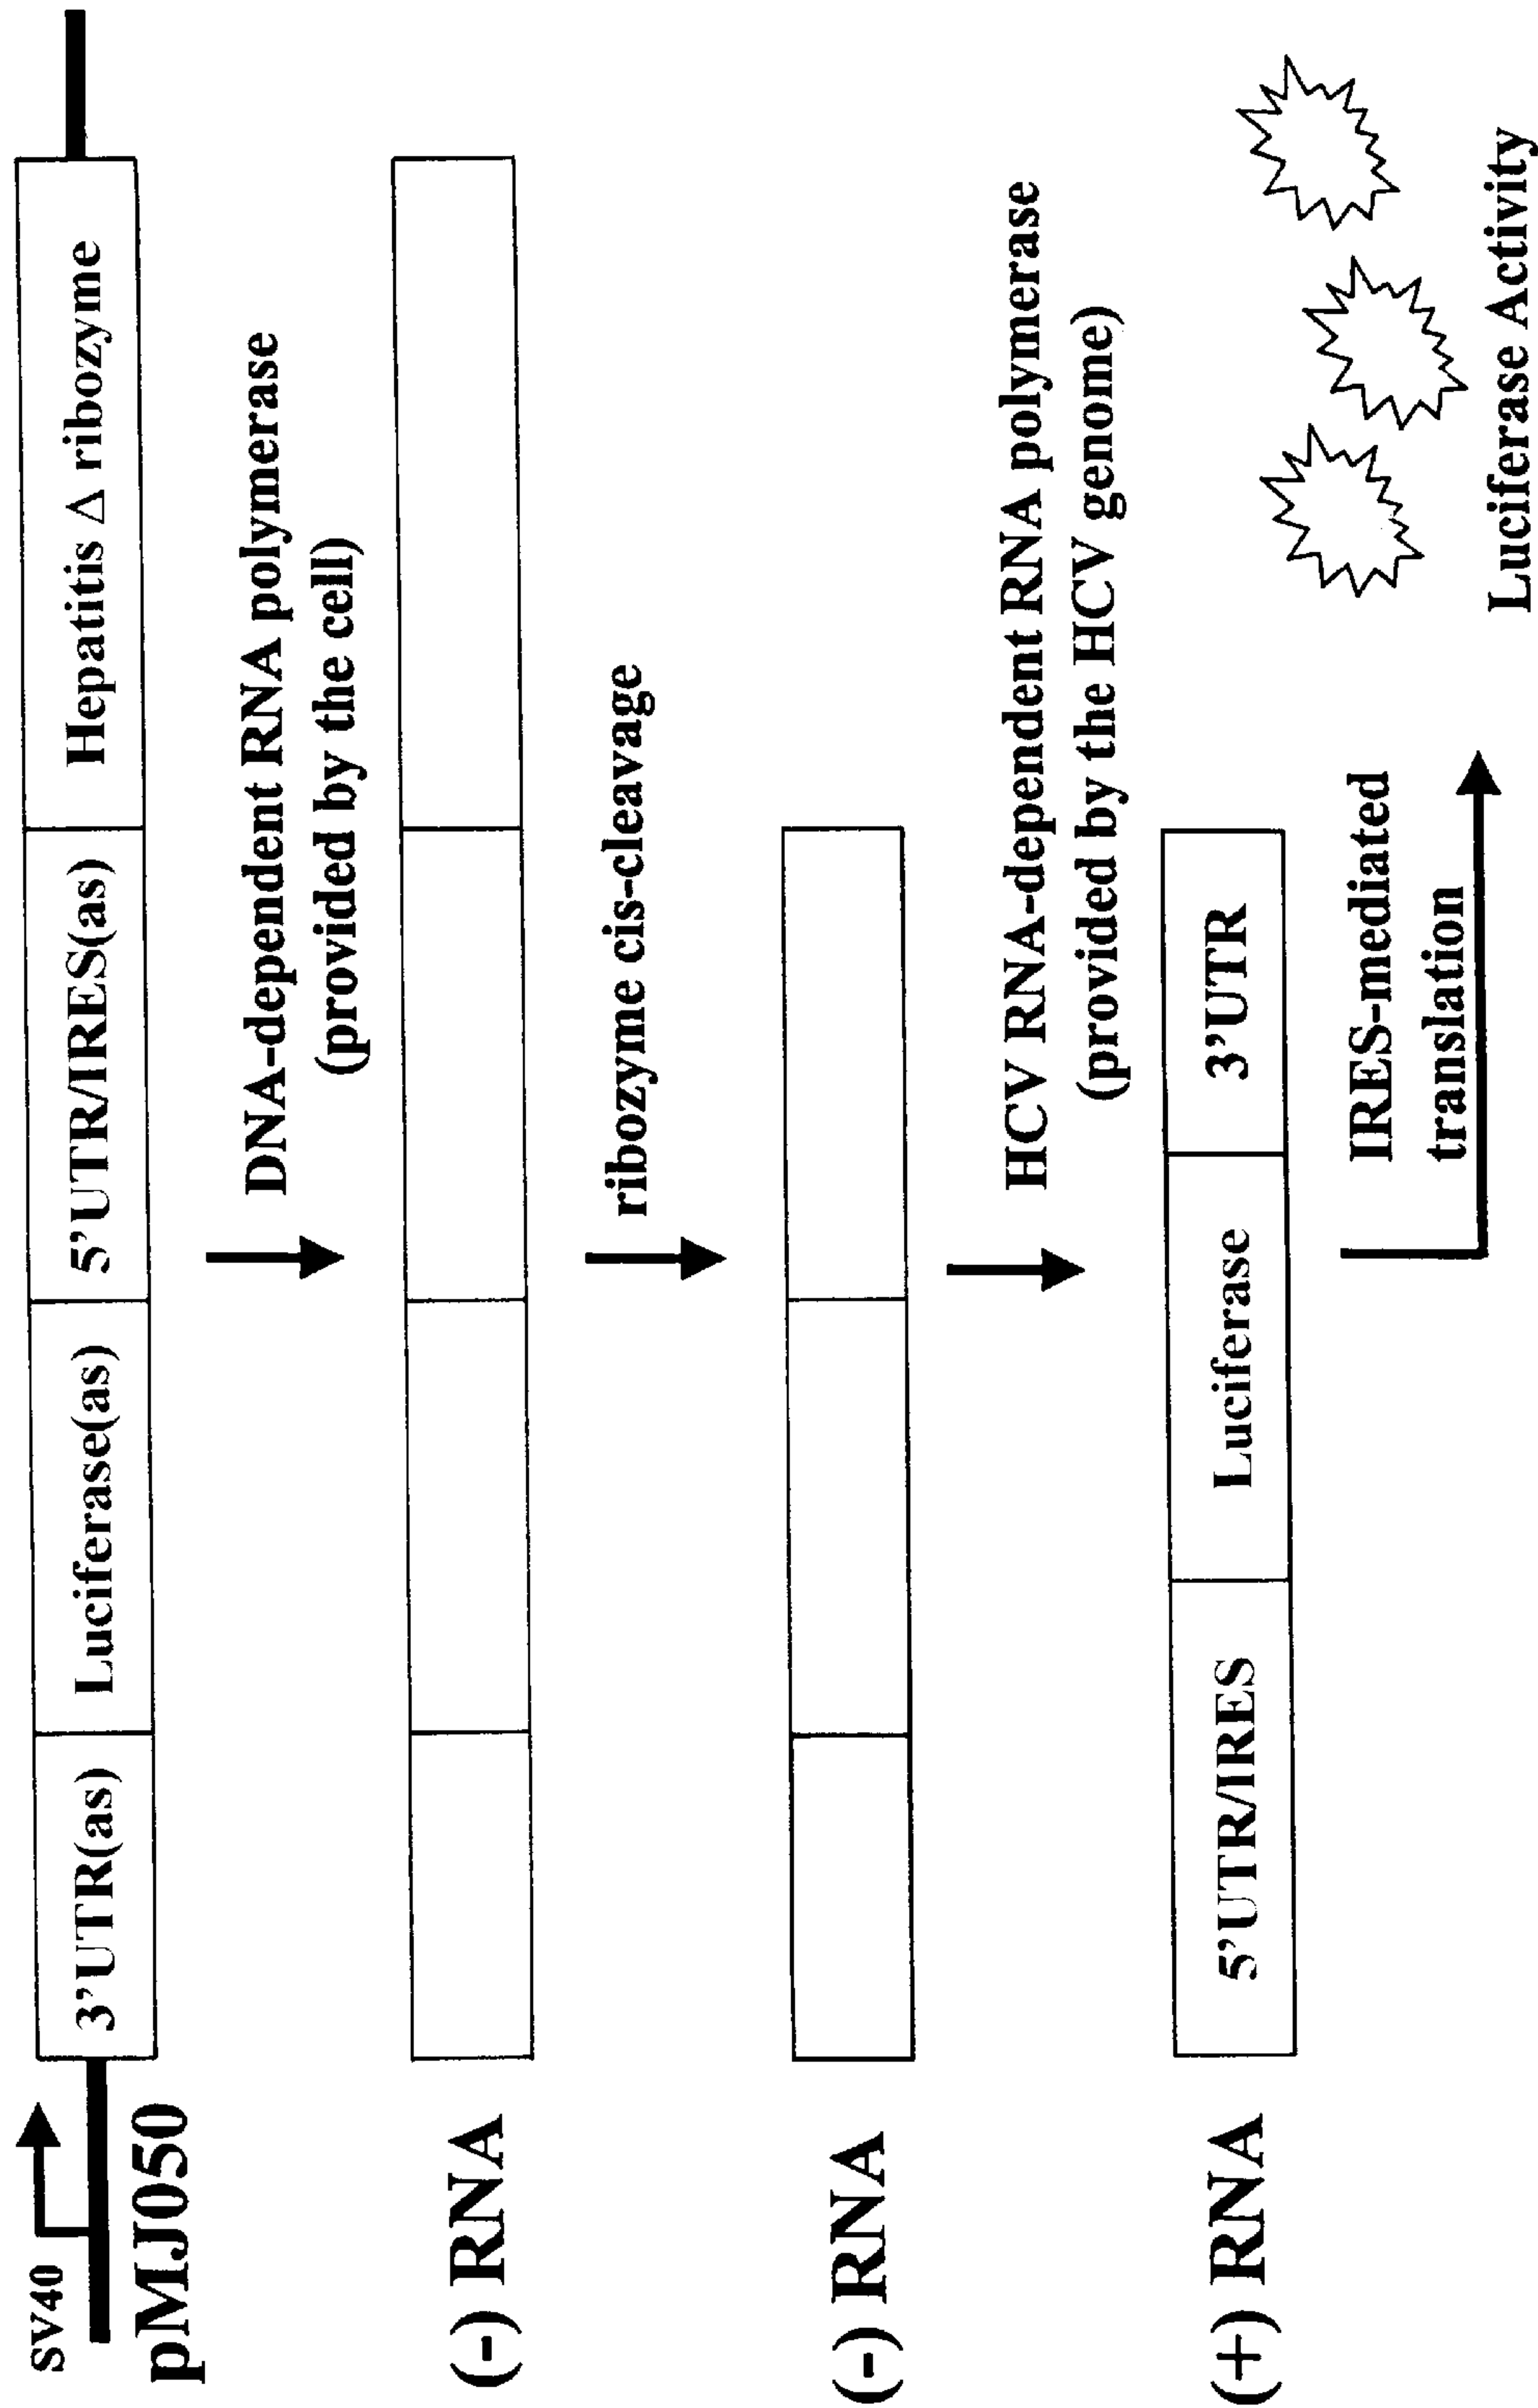 SV40
3’UTR(as)
Luciferase(as)
5’UTR/IRES(as)
Hepatitis Δ ribozyme
pMJ050
DNA-dependent RNA polymerase
(provided by the cell)
(-) RNA
ribozyme cis-cleavage
(-) RNA
HCV RNA-dependent RNA polymerase
(provided by the HCV genome)
(+) RNA
5’UTR/IRES
Luciferase
3’UTR
IRES-mediated
translation
Luciferase Activity